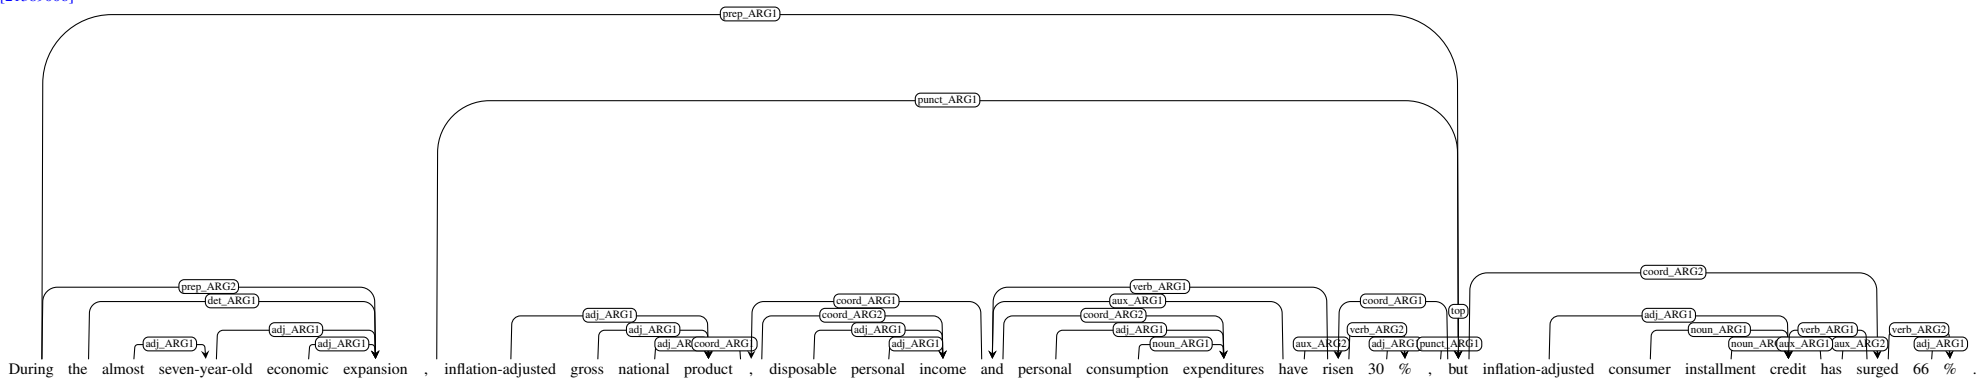 prep_ARG1
punct_ARG1
coord_ARG2
prep_ARG2 verb_ARG1
det_ARG1 coord_ARG1 aux_ARG1 coord_ARG1
top
adj_ARG1 coord_ARG2 coord_ARG2 adj_ARG1
adj_ARG1 adj_ARG1 adj_ARG1 adj_ARG1 verb_ARG2 noun_ARG1 verb_ARG1 verb_ARG2
adj_ARG1 adj_ARG1 coord_ARG1 adj_ARG1 noun_ARG1 aux_ARG2 punct_ARG1 aux_ARG1 aux_ARG2 adj_ARG1
During the almost seven-year-old economic expansion , inflation-adjusted gross national product , disposable personal income and personal consumption expenditures have risen 30 % , but inflation-adjusted consumer installment credit has surged 66 % .